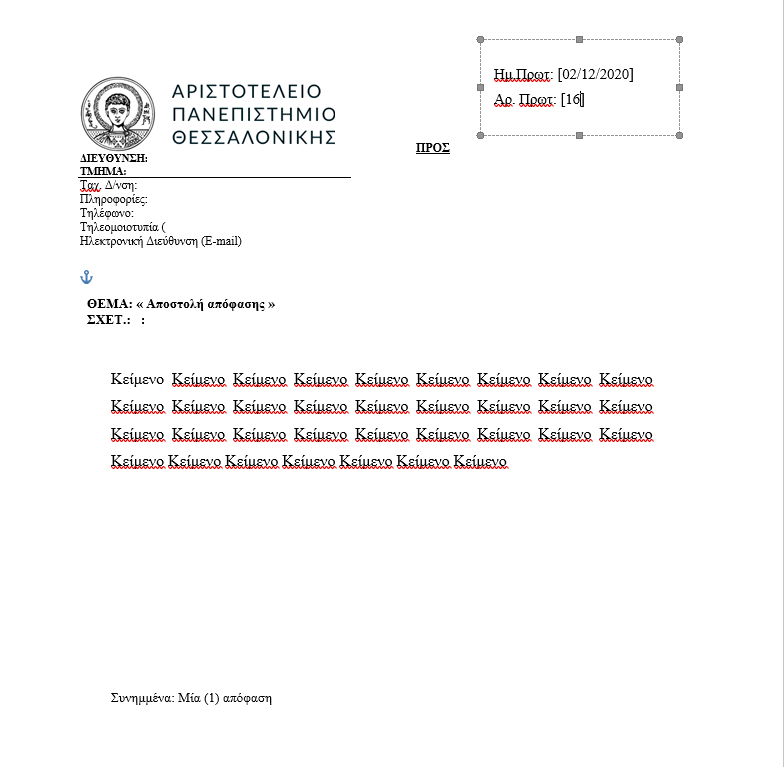 Ημ.Πρωτ: [02/12/2020]
Αρ. Πρωτ: [16]
ΑΡΙΣΤΟΤΕΛΕΙΟ
ΠΑΝΕΠΙΣΤΗΜΙΟ
ΘΕΣΣΑΛΟΝΙΚΗΣ
ΠΡΟΣ
ΔΙΕΥΘΥΝΣΗ:
ΤΜΗΜΑ:
Ταχ. Δ/νση:
Πληροφορίες:
Τηλέφωνο:
Τηλεομοιοτυπία (
Ηλεκτρονική Διεύθυνση (E-mail)
ΘΕΜΑ: « Αποστολή απόφασης »
ΣΧΕΤ.: :
Κείμενο Κείμενο Κείμενο Κείμενο Κείμενο Κείμενο Κείμενο Κείμενο Κείμενο
Κείμενο Κείμενο Κείμενο Κείμενο Κείμενο Κείμενο Κείμενο Κείμενο Κείμενο
Κείμενο Κείμενο Κείμενο Κείμενο Κείμενο Κείμενο Κείμενο Κείμενο Κείμενο
Κείμενο Κείμενο Κείμενο Κείμενο Κείμενο Κείμενο Κείμενο
Συνημμένα: Μία (1) απόφαση